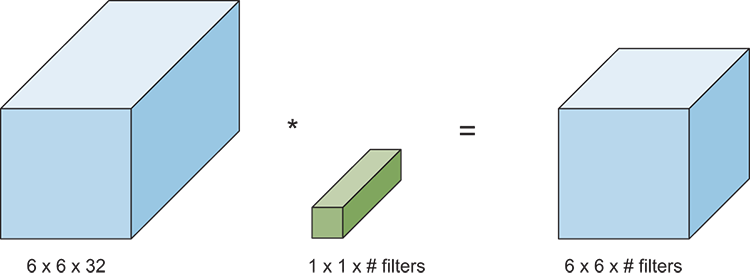 * =
6 x 6 x 32 1 x 1 x # filters 6 x 6 x # filters